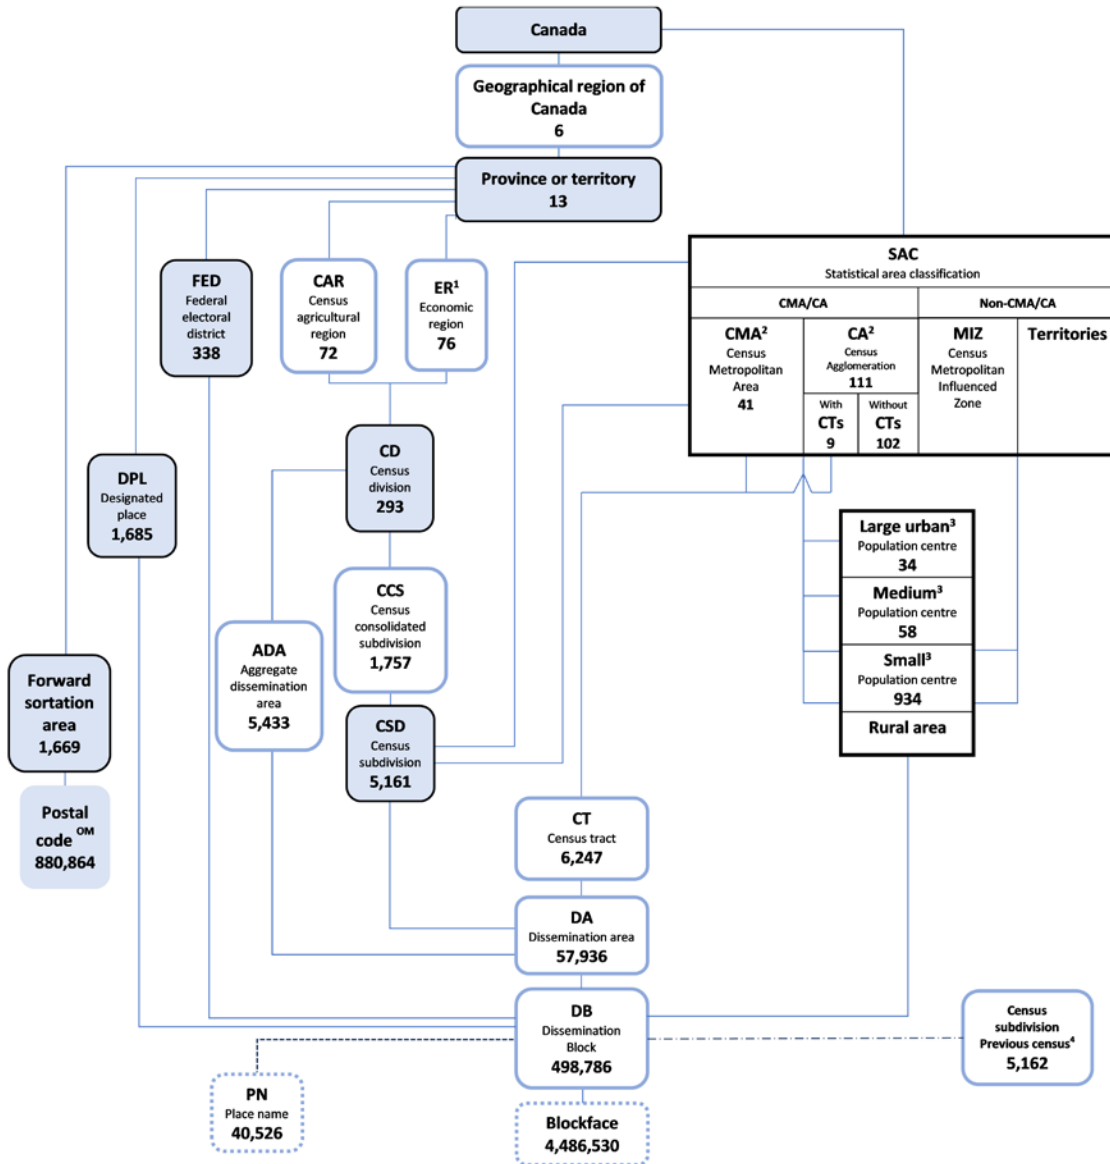 Canada
Geographical region of
Canada
6
Province or territory
13
FED
Federal
electoral
district
338
CAR
Census
agricultural
region
72
ER¹
Economic
region
76
SAC
Statistical area classification
CMA/CA
Non-CMA/CA
CMA²
Census
Metropolitan
Area
41
CA²
Census
Agglomeration
111
With
CTs
9
Without
CTs
102
MIZ
Census
Metropolitan
Influenced
Zone
Territories
DPL
Designated
place
1,685
CD
Census
division
293
Large urban³
Population centre
34
Medium³
Population centre
58
Small³
Population centre
934
Rural area
CCS
Census
consolidated
subdivision
1,757
ADA
Aggregate
dissemination
area
5,433
Forward
sortation
area
1,669
CSD
Census
subdivision
5,161
Postal
code ᴼᴹ
880,864
CT
Census tract
6,247
DA
Dissemination area
57,936
DB
Dissemination
Block
498,786
Census
subdivision
Previous census⁴
5,162
PN
Place name
40,526
Blockface
4,486,530